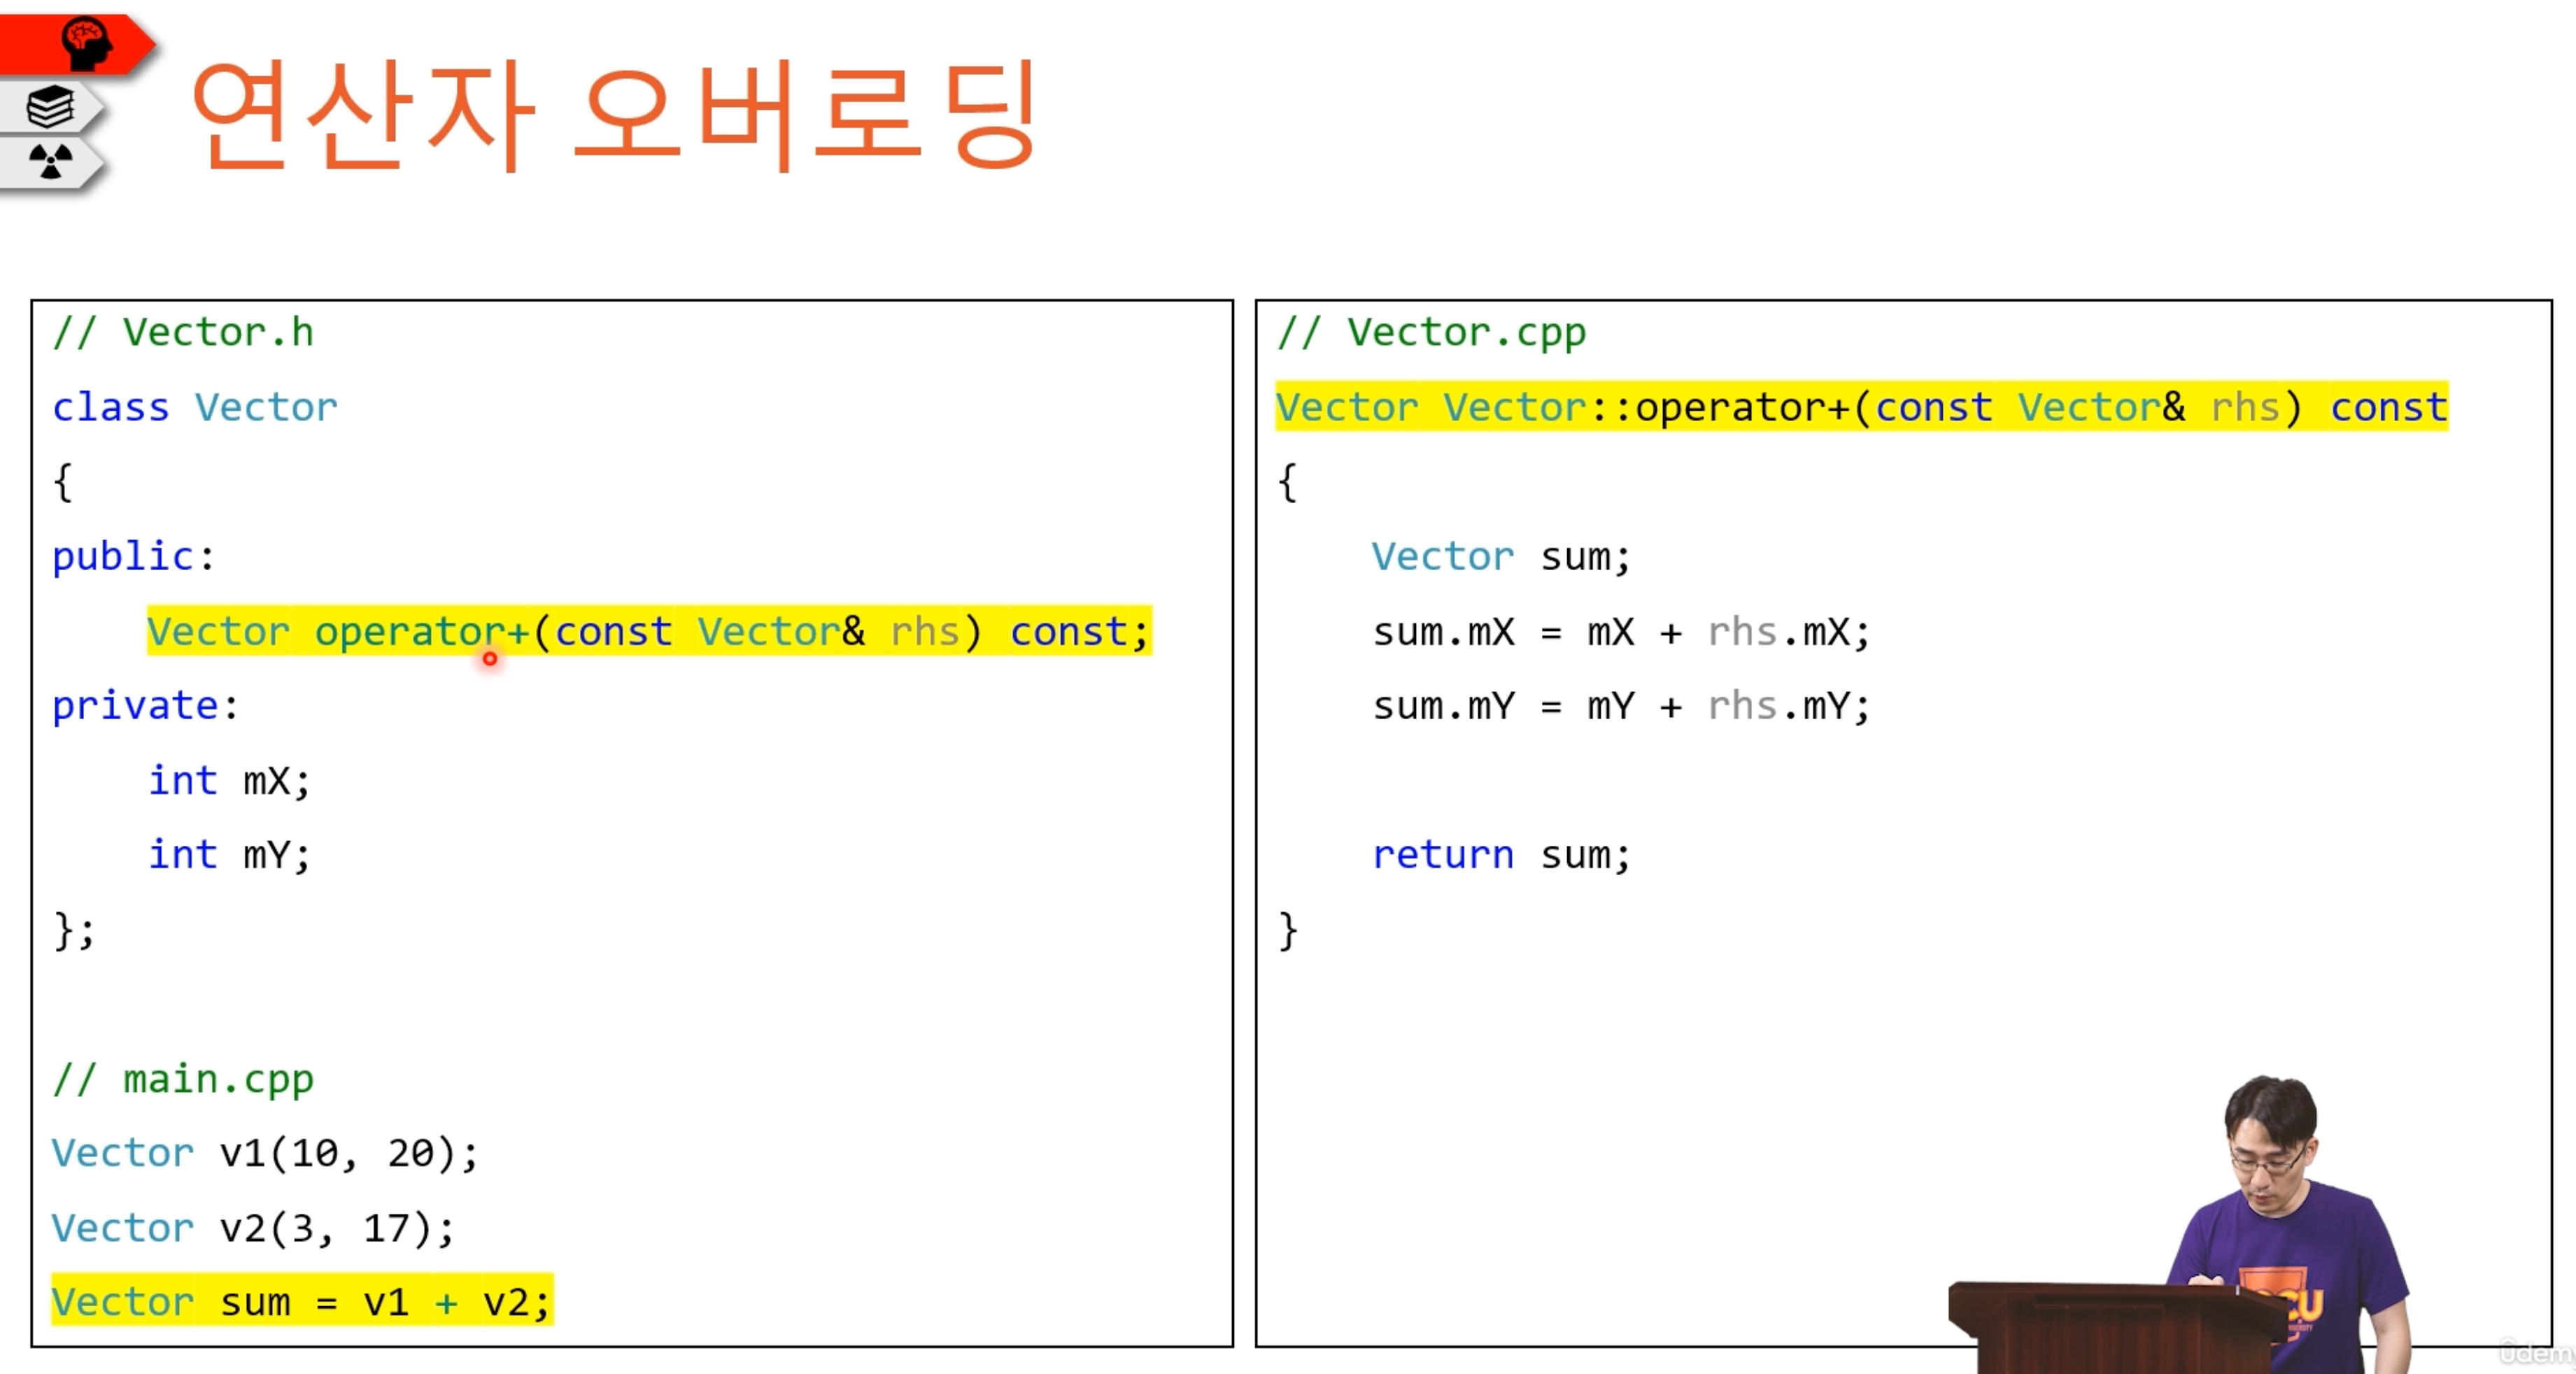 연산자 오버로딩
// Vector.h
class Vector
{
public:
    Vector operator+(const Vector& rhs) const;
private:
    int mX;
    int mY;
};
// main.cpp
Vector v1(10, 20);
Vector v2(3, 17);
Vector sum = v1 + v2;
// Vector.cpp
Vector Vector::operator+(const Vector& rhs) const
{
    Vector sum;
    sum.mX = mX + rhs.mX;
    sum.mY = mY + rhs.mY;
    return sum;
}
CU